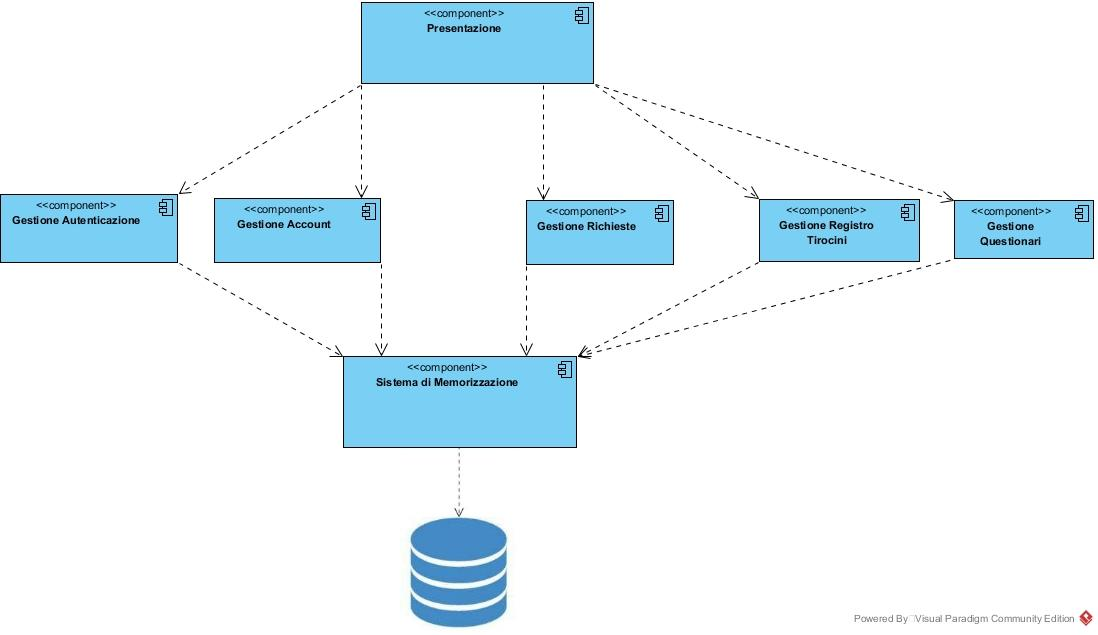 <<component>>
Presentazione
<<component>>
Gestione Autenticazione
<<component>>
Gestione Account
<<component>>
Gestione Richieste
<<component>>
Gestione Registro
Tirocini
<<component>>
Gestione
Questionari
<<component>>
Sistema di Memorizzazione
Powered By Visual Paradigm Community Edition